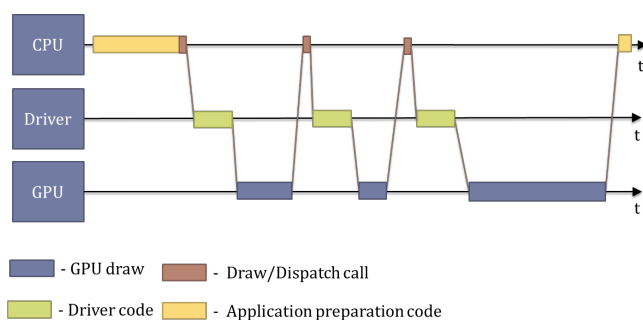 CPU
t
Driver
t
GPU
t
- GPU draw
- Draw/Dispatch call
- Driver code
- Application preparation code